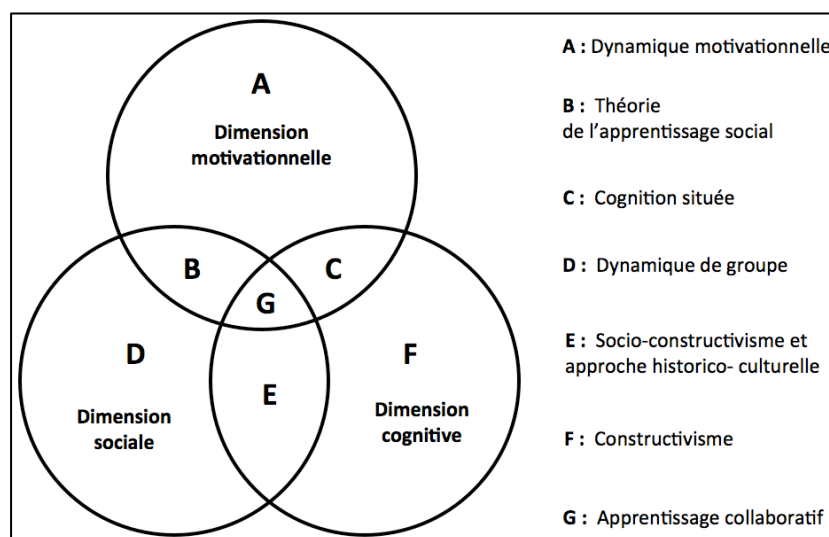 A
Dimension
motivationnelle
B
C
G
D
Dimension
sociale
E
F
Dimension
cognitive
A : Dynamique motivationnelle
B : Théorie
de l’apprentissage social
C : Cognition située
D : Dynamique de groupe
E : Socio-constructivisme et
approche historico- culturelle
F : Constructivisme
G : Apprentissage collaboratif